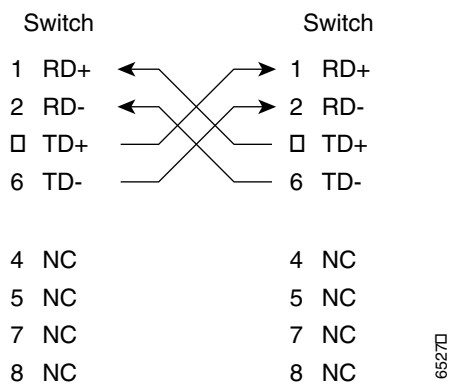 Switch Switch
1 RD+ 1 RD+
2 RD- 2 RD-
□ TD+ □ TD+
6 TD- 6 TD-
4 NC 4 NC
5 NC 5 NC
7 NC 7 NC
8 NC 8 NC
6527□